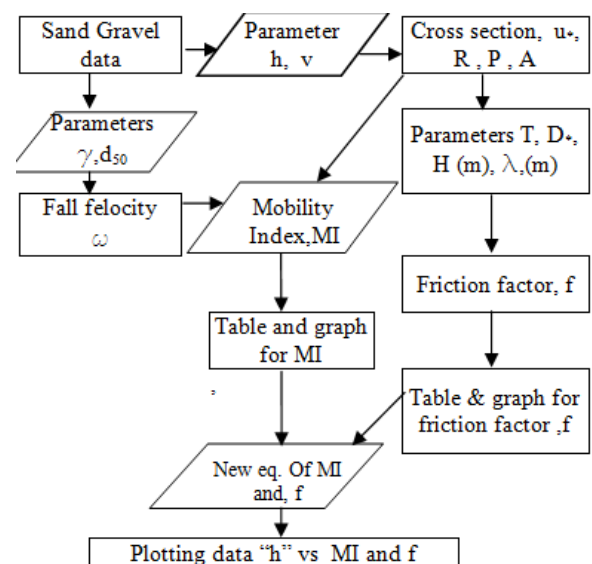 Sand Gravel
data
Parameter
h, v
Cross section, u*,
R , P , A
Parameters
γ,d50
Parameters T, D*,
H (m), λ,(m)
Fall felocity
ω
Mobility
Index,MI
Friction factor, f
Table and graph
for MI
,
Table & graph for
friction factor ,f
New eq. Of MI
and, f
Plotting data “h” vs MI and f